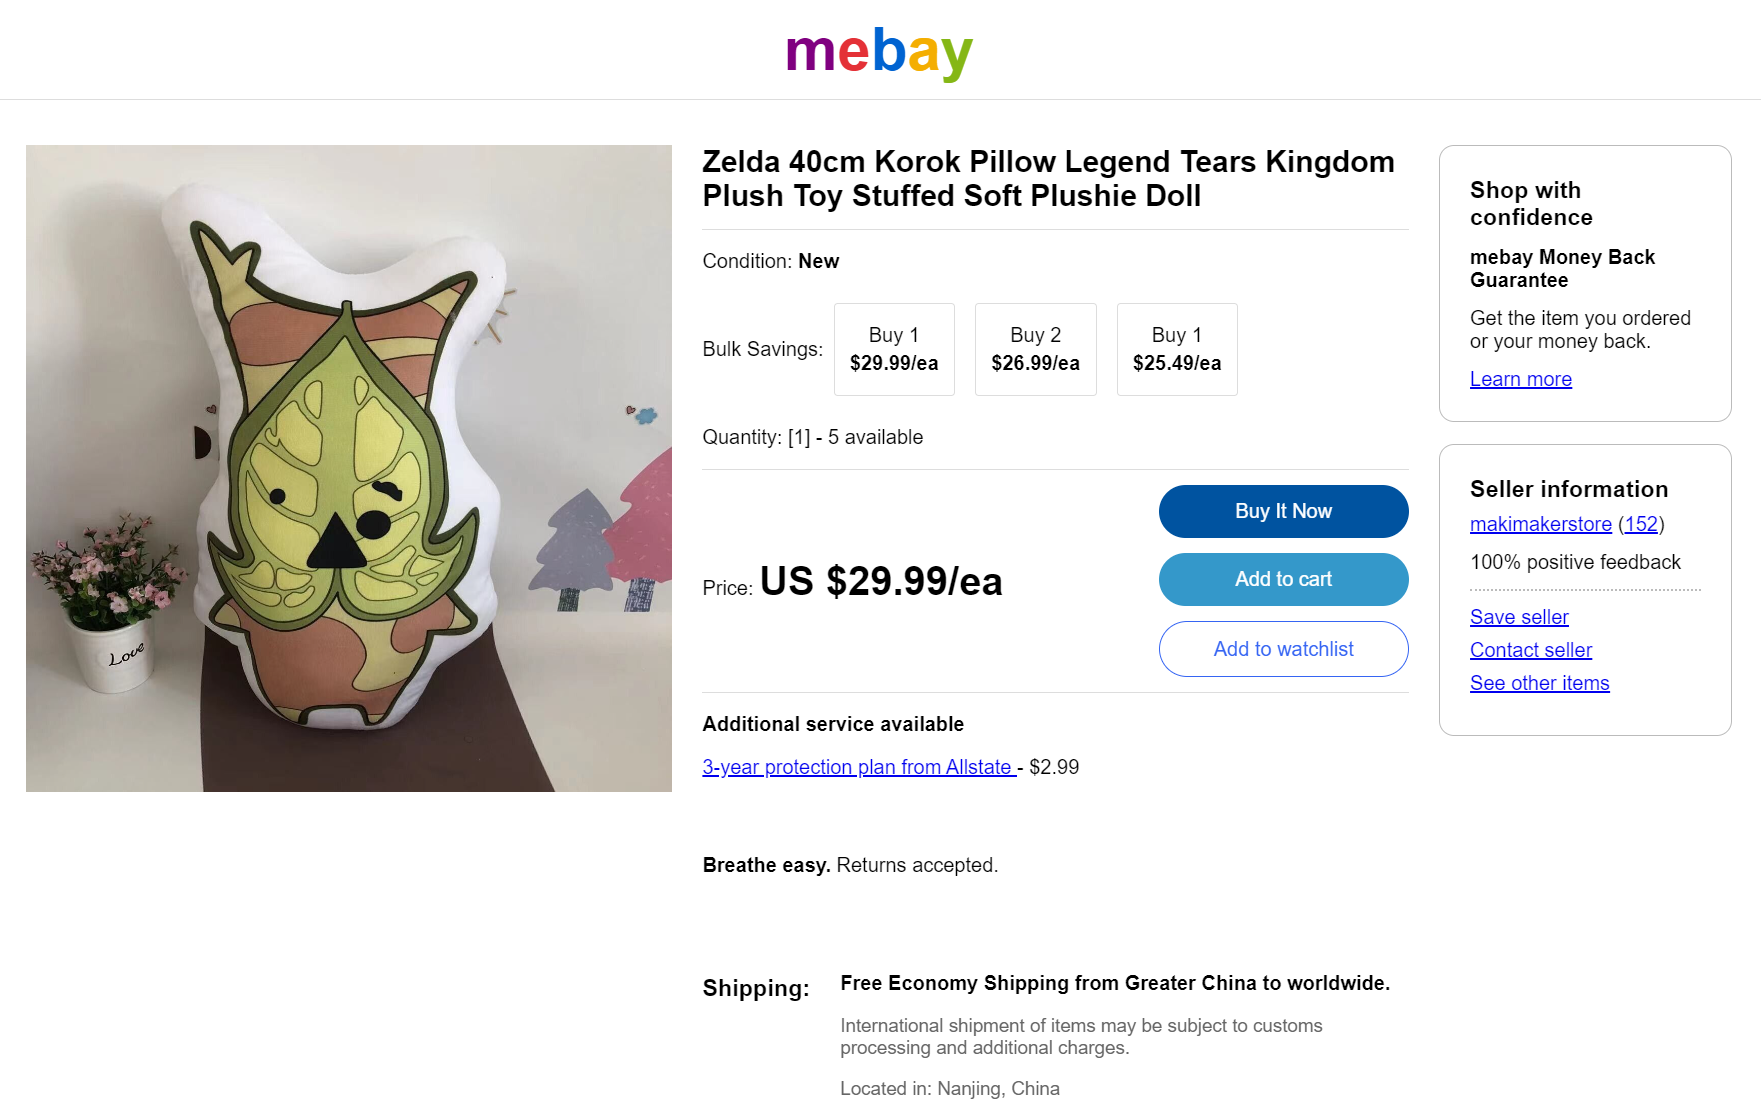 mebay
Love
Zelda 40cm Korok Pillow Legend Tears Kingdom
Plush Toy Stuffed Soft Plushie Doll
Condition: New
Bulk Savings:
Buy 1
$29.99/ea
Buy 2
$26.99/ea
Buy 1
$25.49/ea
Quantity: [1] - 5 available
Price: US $29.99/ea
Buy It Now
Add to cart
Add to watchlist
Additional service available
3-year protection plan from Allstate - $2.99
Breathe easy. Returns accepted.
Shipping:
Free Economy Shipping from Greater China to worldwide.
International shipment of items may be subject to customs
processing and additional charges.
Located in: Nanjing, China
Shop with
confidence
mebay Money Back
Guarantee
Get the item you ordered
or your money back.
Learn more
Seller information
makimakerstore (152)
100% positive feedback
Save seller
Contact seller
See other items